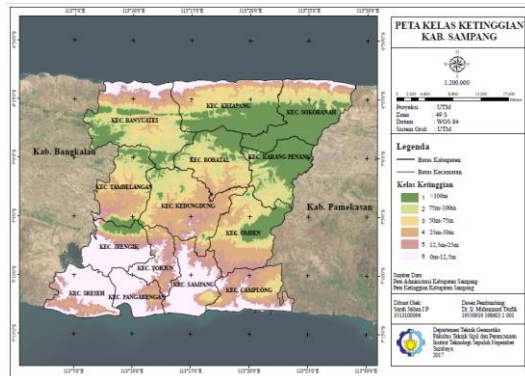 PETA KELAS KETINGGIAN
KAB. SAMPANG
1:200.000
Proyeksi : UTM
Zona : 49 S
Datum : WGS 84
Sistem Grid : UTM
Legenda
Batas Kabupaten
Batas Kecamatan
Kelas Ketinggian
1 >100m
2 75m-100m
3 50m-75m
4 25m-50m
5 12,5m-25m
6 0m-12,5m
Sumber Data
Peta Administrasi Kabupaten Sampang
Peta Ketinggian Kabupaten Sampang
Dibuat Oleh:
Dosen Pembimbing:
Dr. Ir. Muhammad Taufik
Departemen Teknik Geomatika
Fakultas Teknik Sipil dan Perencanaan
Institut Teknologi Sepuluh Nopember
Surabaya
2017
KEC. KETAPANG
KEC. SOKOBANAH
KEC. BANYUATES
Kab. Bangkalan
KEC. ROBATAL
KEC. KARANG PENANG
KEC. TAMBELANGAN
KEC. KEDUNGDUNG
Kab. Pamekasan
KEC. OMBEN
KEC. JRENGIK
KEC. TORJUN
KEC. SAMPANG
KEC. SRESEH
KEC. PANGARENGAN
KEC. CAMPLONG